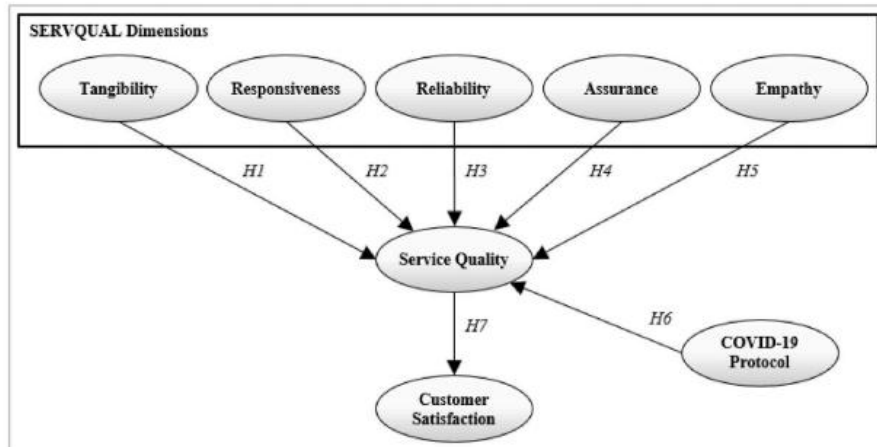 SERVQUAL Dimensions
Tangibility
Responsiveness
Reliability
Assurance
Empathy
H1
H2
H3
H4
H5
Service Quality
H7
H6
COVID-19
Protocol
Customer
Satisfaction